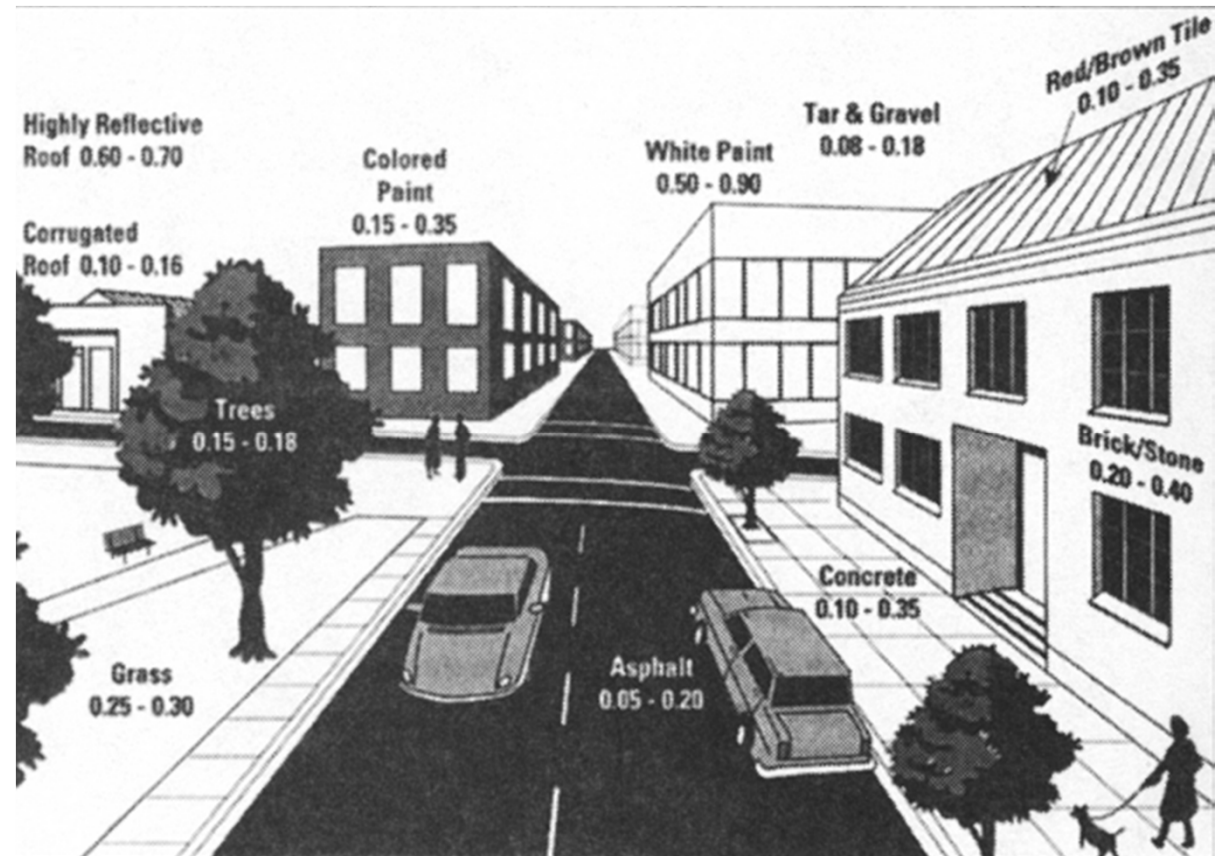 Highly Reflective
Roof 0.60 - 0.70
Corrugated
Roof 0.10 - 0.16
Colored
Paint
0.15 - 0.35
White Paint
0.50 - 0.90
Tar & Gravel
0.08 - 0.18
Red/Brown Tile
0.10 - 0.35
Trees
0.15 - 0.18
Brick/Stone
0.20 - 0.40
Concrete
0.10 - 0.35
Grass
0.25 - 0.30
Asphalt
0.05 - 0.20